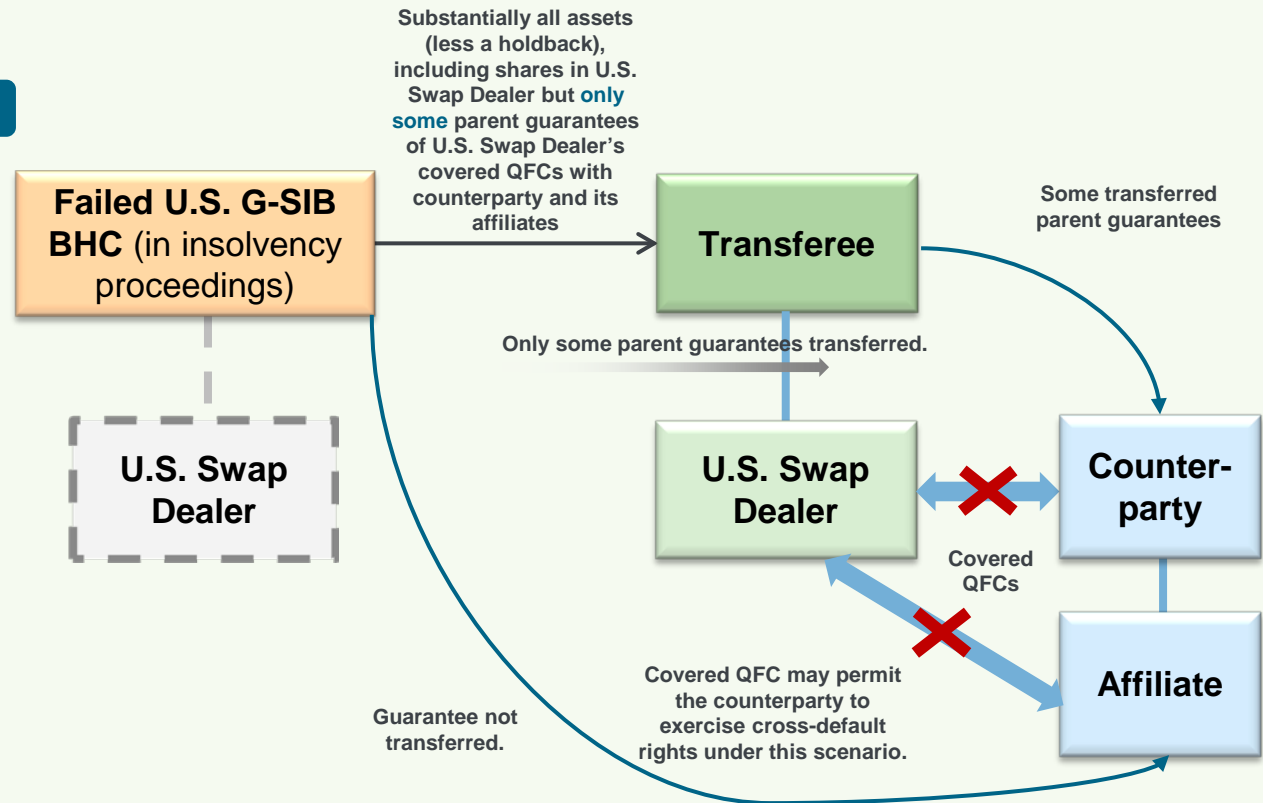 Substantially all assets
(less a holdback),
including shares in U.S.
Swap Dealer but only
some parent guarantees
of U.S. Swap Dealer’s
covered QFCs with
counterparty and its
affiliates
Failed U.S. G-SIB
BHC (in insolvency
proceedings)
Transferee
Some transferred
parent guarantees
Only some parent guarantees transferred.
U.S. Swap
Dealer
U.S. Swap
Dealer
Counter-
party
Covered
QFCs
Affiliate
Covered QFC may permit
the counterparty to
exercise cross-default
rights under this scenario.
Guarantee not
transferred.